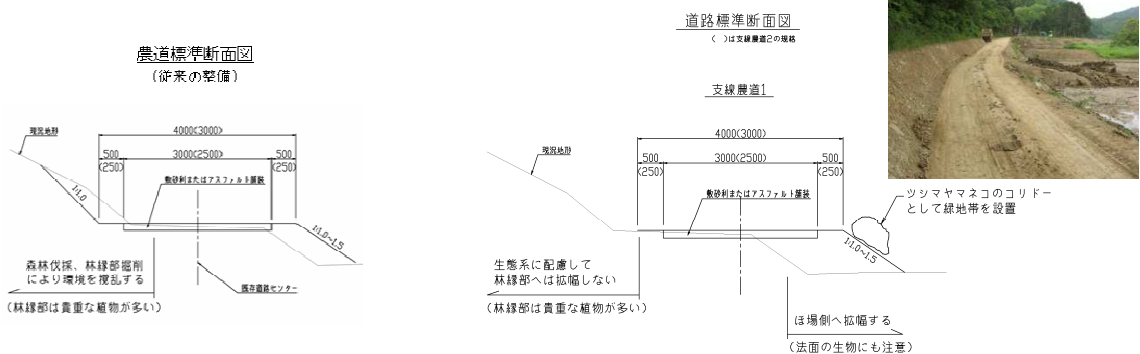 農道標準断面図
(従来の整備)
現況地形
4000(3000)
500
3000(2500)
500
(250)
(250)
敷砂利またはアスファルト舗装
1:1.0
1:1.0~1.5
森林伐採、林縁部掘削
により環境を撹乱する
(林縁部は貴重な植物が多い)
既存道路センター
道路標準断面図
( )は支線農道2の規格
支線農道1
現況地形
4000(3000)
500
3000(2500)
500
(250)
(250)
敷砂利またはアスファルト舗装
ツシマヤマネコのコリドー
として緑地帯を設置
1:1.0~1.5
生態系に配慮して
林縁部へは拡幅しない
(林縁部は貴重な植物が多い)
ほ場側へ拡幅する
(法面の生物にも注意)